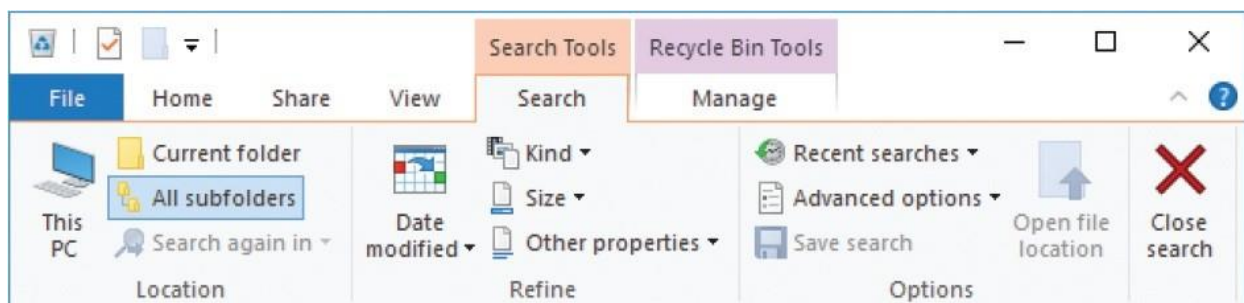 Search Tools
Recycle Bin Tools
File
Home
Share
View
Search
Manage
?
This
PC
Current folder
All subfolders
Search again in
Location
Date
modified
Kind
Size
Other properties
Refine
Recent searches
Advanced options
Save search
Open file
location
Options
Close
search